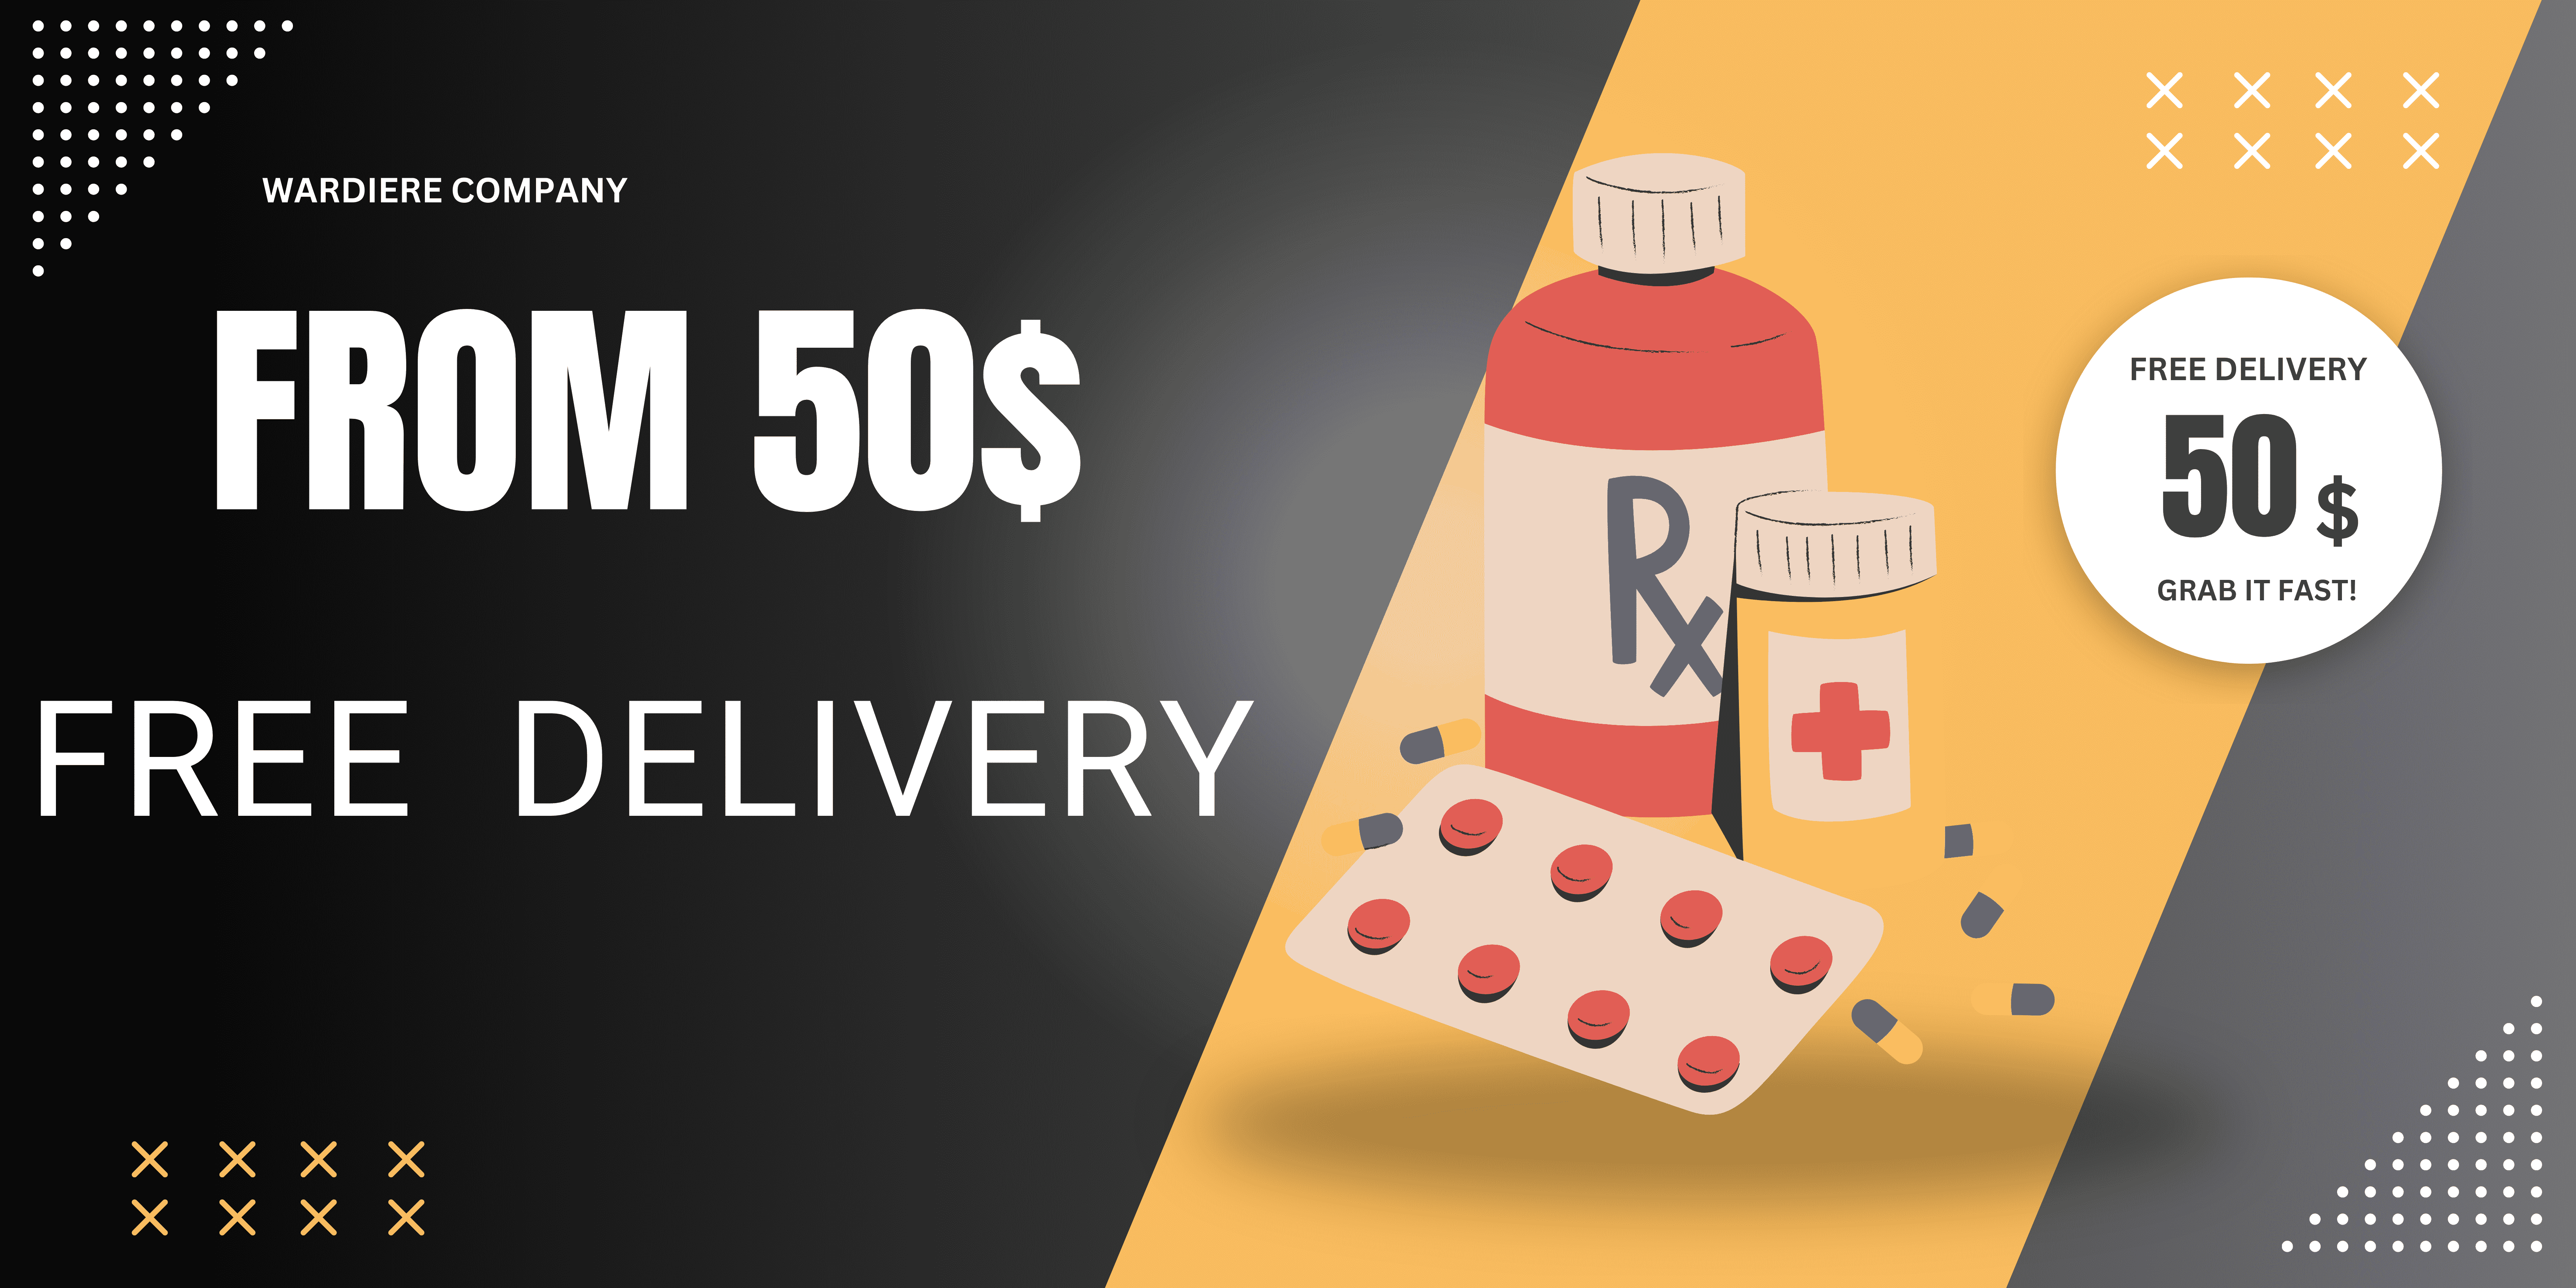 WARDIERE COMPANY
FROM 50$
FREE DELIVERY
Rx
FREE DELIVERY
50 $
GRAB IT FAST!